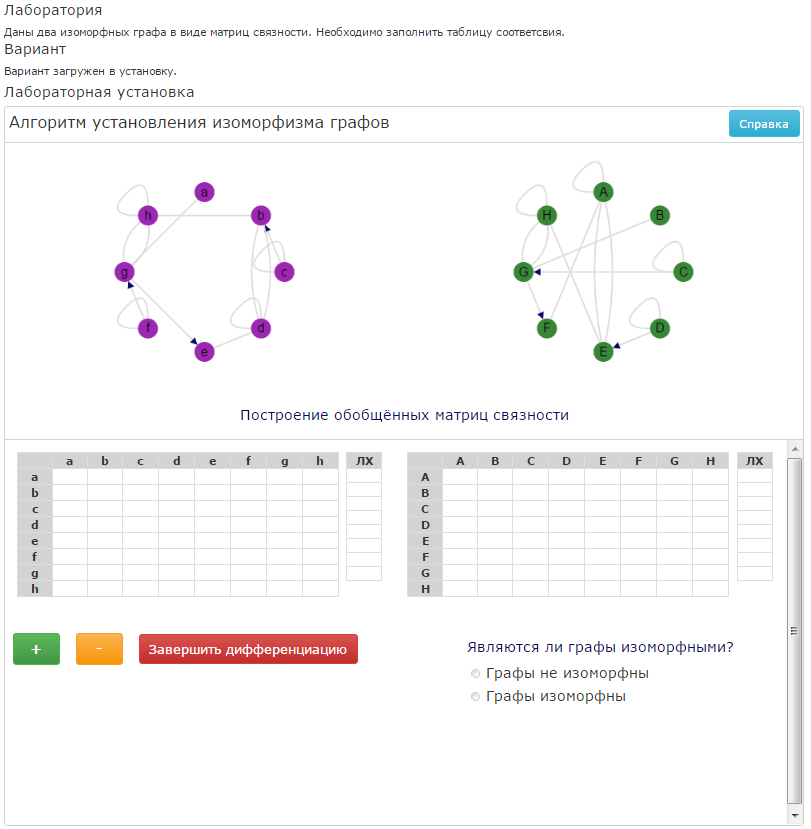 Лаборатория
Даны два изоморфных графа в виде матриц связности. Необходимо заполнить таблицу соответсвия.
Вариант
Вариант загружен в установку.
Лабораторная установка
Алгоритм установления изоморфизма графов
Справка
a
h
b
g
c
f
d
e
A
H
B
G
C
F
D
E
Построение обобщённых матриц связности
a b c d e f g h ЛХ
a
b
c
d
e
f
g
h
A B C D E F G H ЛХ
A
B
C
D
E
F
G
H
+ - Завершить дифференциацию
Являются ли графы изоморфными?
Графы не изоморфны
Графы изоморфны